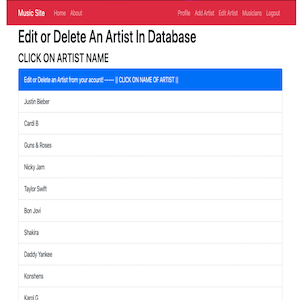 Music Site Home About Profile Add Artist Edit Artist Musicians Logout
Edit or Delete An Artist In Database
CLICK ON ARTIST NAME
Edit or Delete an Artist from your acount! ----- || CLICK ON NAME OF ARTIST ||
Justin Bieber
Cardi B
Guns & Roses
Nicky Jam
Taylor Swift
Bon Jovi
Shakira
Daddy Yankee
Konshens
Karol G